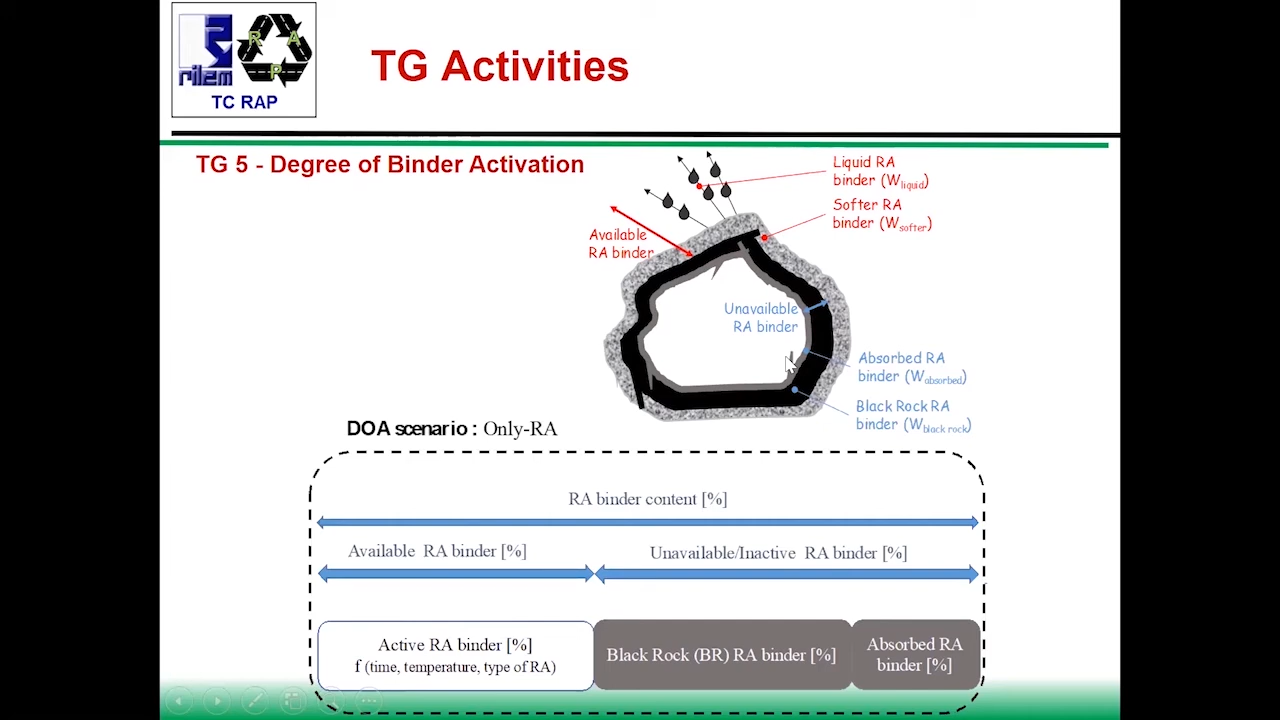 R A P
rilem
TC RAP
TG Activities
TG 5 - Degree of Binder Activation
Liquid RA
binder (Wliquid)
Softer RA
binder (Wsofter)
Available
RA binder
Unavailable
RA binder
Absorbed RA
binder (Wabsorbed)
Black Rock RA
binder (Wblack rock)
DOA scenario : Only-RA
RA binder content [%]
Available RA binder [%]
Unavailable/Inactive RA binder [%]
Active RA binder [%]
f (time, temperature, type of RA)
Black Rock (BR) RA binder [%]
Absorbed RA
binder [%]